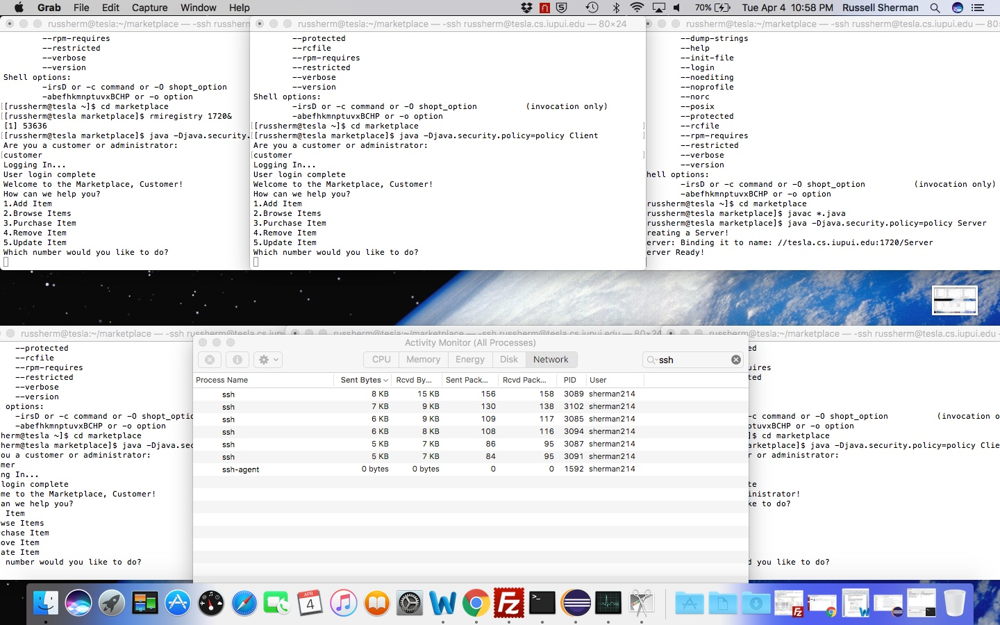 Grab File Edit Capture Window Help 70% Tue Apr 4 10:58 PM Russell Sherman
russherm@tesla:~/marketplace — -ssh russherm
--rpm-requires
--restricted
--verbose
--version
Shell options:
-irsD or -c command or -O shopt_option
-abefhkmnptuvxBCHP or -o option
[[russherm@tesla ~]$ cd marketplace
[[russherm@tesla marketplace]$ rmiregistry 1720&
[1] 53636
[[russherm@tesla marketplace]$ java -Djava.security.
Are you a customer or administrator:
[customer
Logging In...
User login complete
Welcome to the Marketplace, Customer!
How can we help you?
1.Add Item
2.Browse Items
3.Purchase Item
4.Remove Item
5.Update Item
Which number would you like to do?
russherm@tesla:~/marketplace — -ssh russherm@tesla.cs.iupui.edu — 80×24
--protected
--rcfile
--rpm-requires
--restricted
--verbose
--version
Shell options:
-irsD or -c command or -O shopt_option (invocation only)
-abefhkmnptuvxBCHP or -o option
[[russherm@tesla ~]$ cd marketplace ]
[[russherm@tesla marketplace]$ java -Djava.security.policy=policy Client ]
Are you a customer or administrator:
[customer ]
Logging In...
User login complete
Welcome to the Marketplace, Customer!
How can we help you?
1.Add Item
2.Browse Items
3.Purchase Item
4.Remove Item
5.Update Item
Which number would you like to do?
russherm@tesla:~/marketplace — -ssh russherm@tesla.cs.iupui.edu — 80
--dump-strings
--help
--init-file
--login
--noediting
--noprofile
--norc
--posix
--protected
--rcfile
--rpm-requires
--restricted
--verbose
--version
hell options:
-irsD or -c command or -O shopt_option (invocation only)
-abefhkmnptuvxBCHP or -o option
russherm@tesla ~]$ cd marketplace
russherm@tesla marketplace]$ javac *.java
russherm@tesla marketplace]$ java -Djava.security.policy=policy Server
reating a Server!
erver: Binding it to name: //tesla.cs.iupui.edu:1720/Server
erver Ready!
russherm@tesla:~/marketplace — -ssh russherm@tesla.cs.iupui
--protected
--rcfile
--rpm-requires
--restricted
--verbose
--version
options:
-irsD or -c command or -O shopt_optio
-abefhkmnptuvxBCHP or -o option
herm@tesla ~]$ cd marketplace
herm@tesla marketplace]$ java -Djava.sec
ou a customer or administrator:
mer
ng In...
login complete
me to the Marketplace, Customer!
an we help you?
Item
wse Items
chase Item
ove Item
ate Item
number would you like to do?
russherm@tesla:~/marketplace — -ssh russherm@tesla.cs.iupui.edu — 80×24
Activity Monitor (All Processes)
CPU Memory Energy Disk Network ssh
Process Name Sent Bytes Rcvd By... Sent Pack... Rcvd Pack... PID User
ssh 8 KB 15 KB 156 158 3089 sherman214
ssh 7 KB 9 KB 130 138 3102 sherman214
ssh 6 KB 9 KB 109 117 3085 sherman214
ssh 6 KB 8 KB 108 116 3094 sherman214
ssh 5 KB 7 KB 86 95 3087 sherman214
ssh 5 KB 7 KB 84 95 3091 sherman214
ssh-agent 0 bytes 0 bytes 0 0 1592 sherman214
russherm@tesla:~/marketplace — -ssh russherm@tesla.cs.iupui.edu — 80
ed
uires
ted
-c command or -O shopt_option (invocation o
ptuvxBCHP or -o option
$ cd marketplace
arketplace]$ java -Djava.security.policy=policy Clie
r or administrator:
te
inistrator!
ke to do?
d you like to do?
APR
4